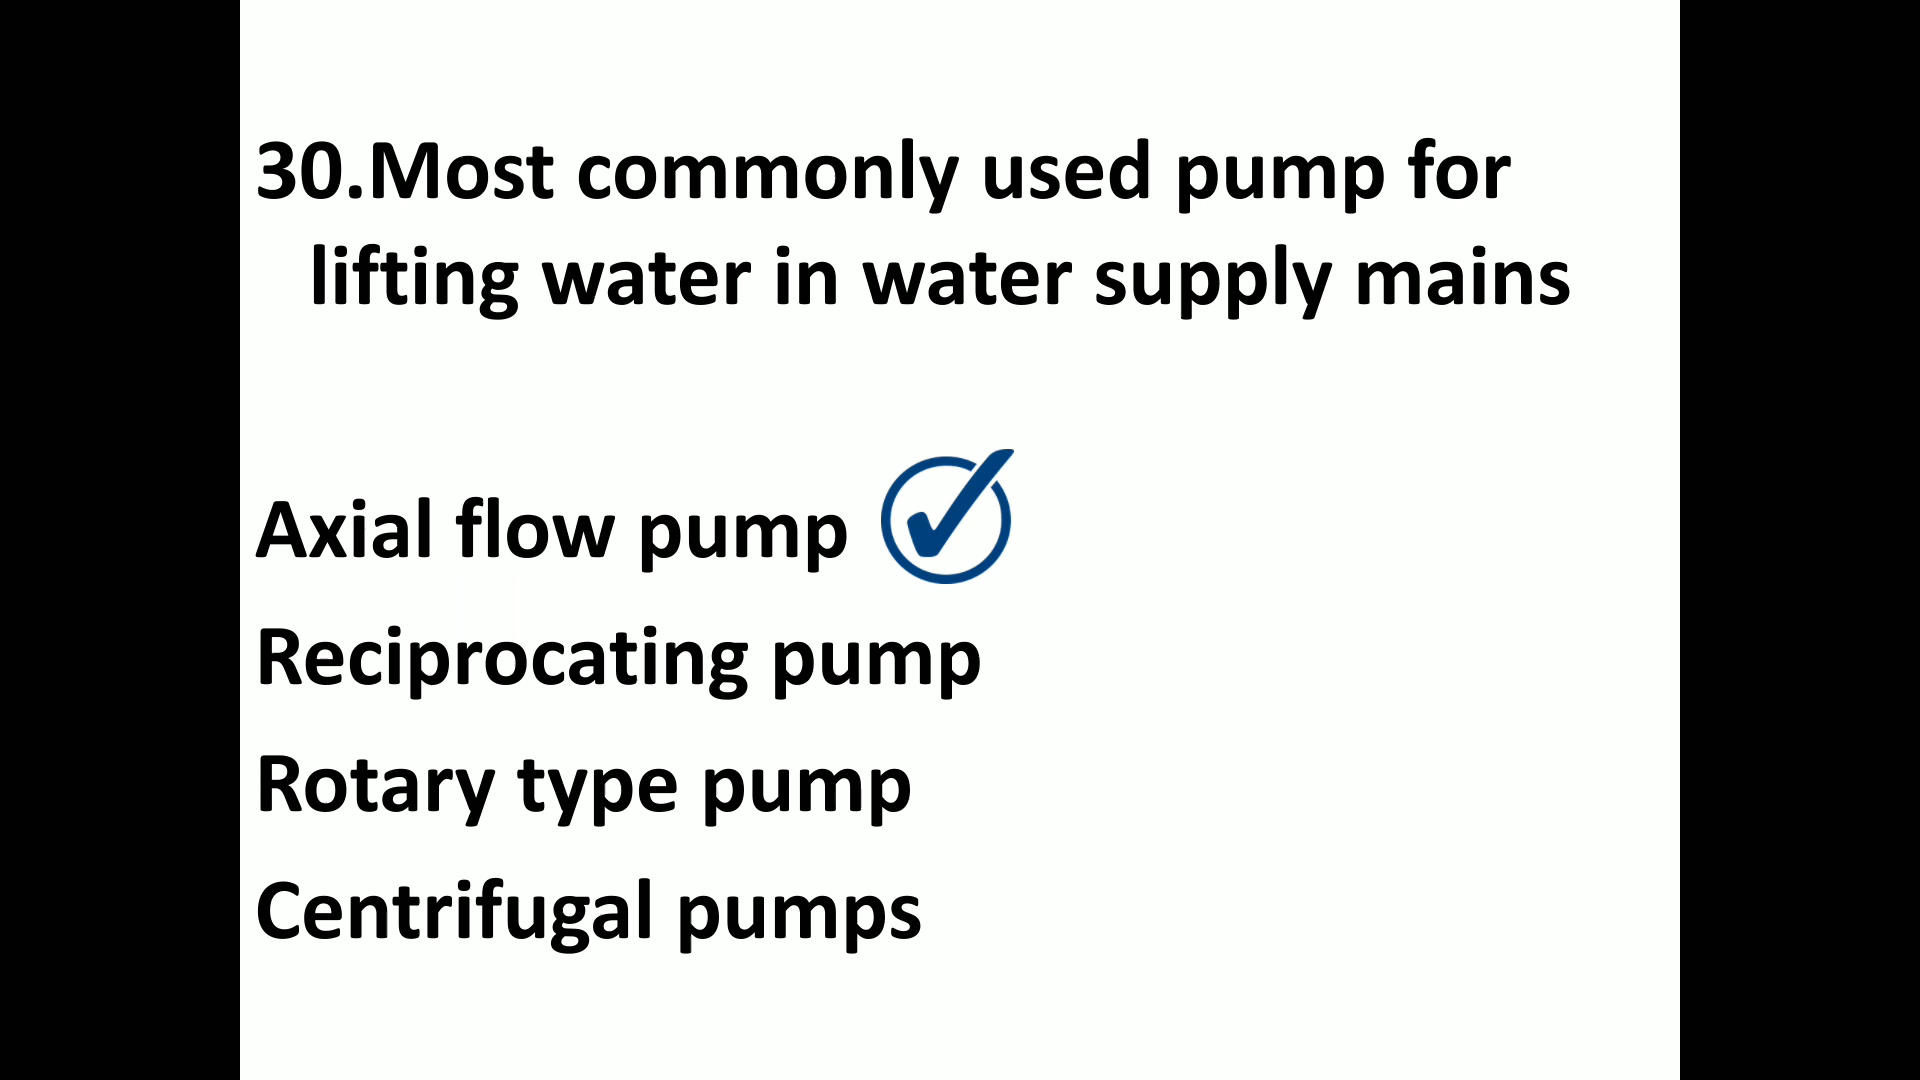 30.Most commonly used pump for
lifting water in water supply mains
Axial flow pump
Reciprocating pump
Rotary type pump
Centrifugal pumps